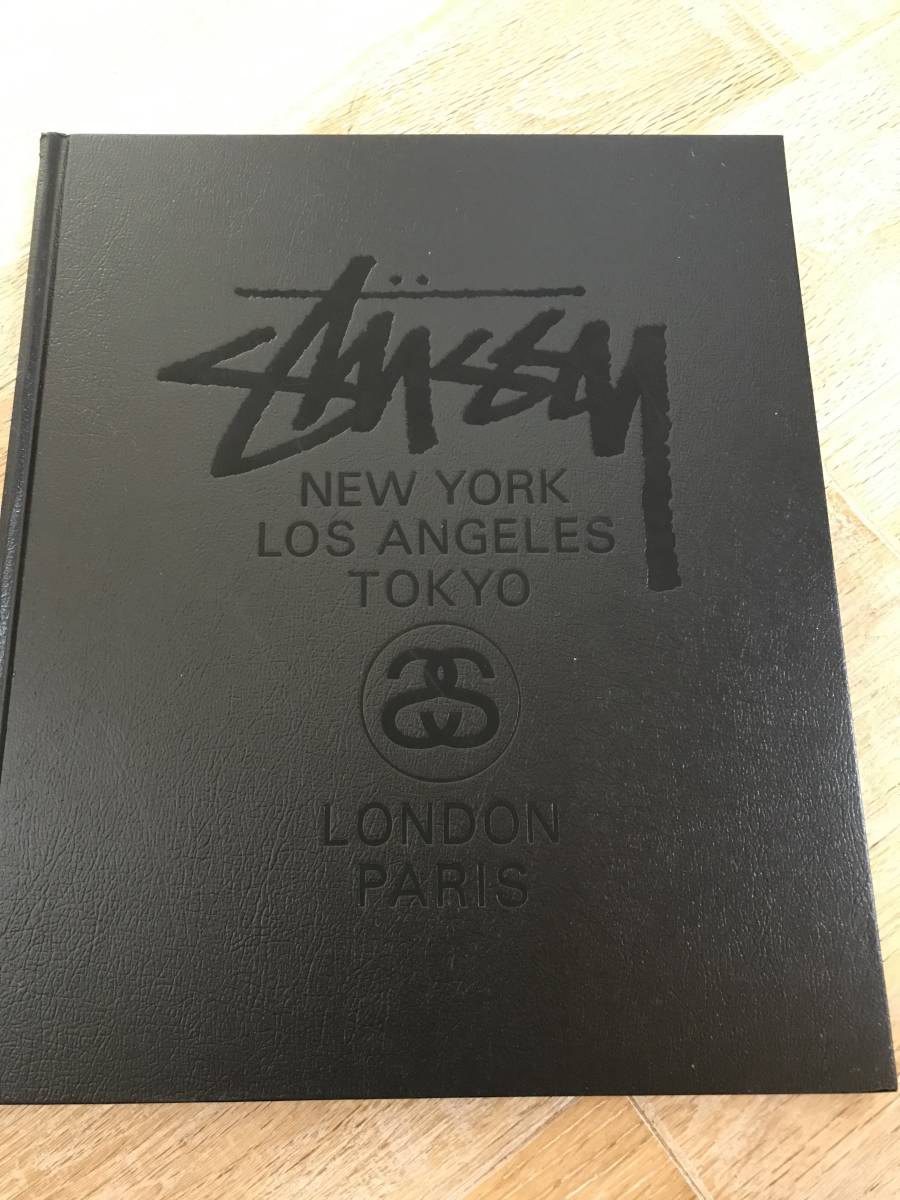 Stüssy
NEW YORK
LOS ANGELES
TOKYO
LONDON
PARIS